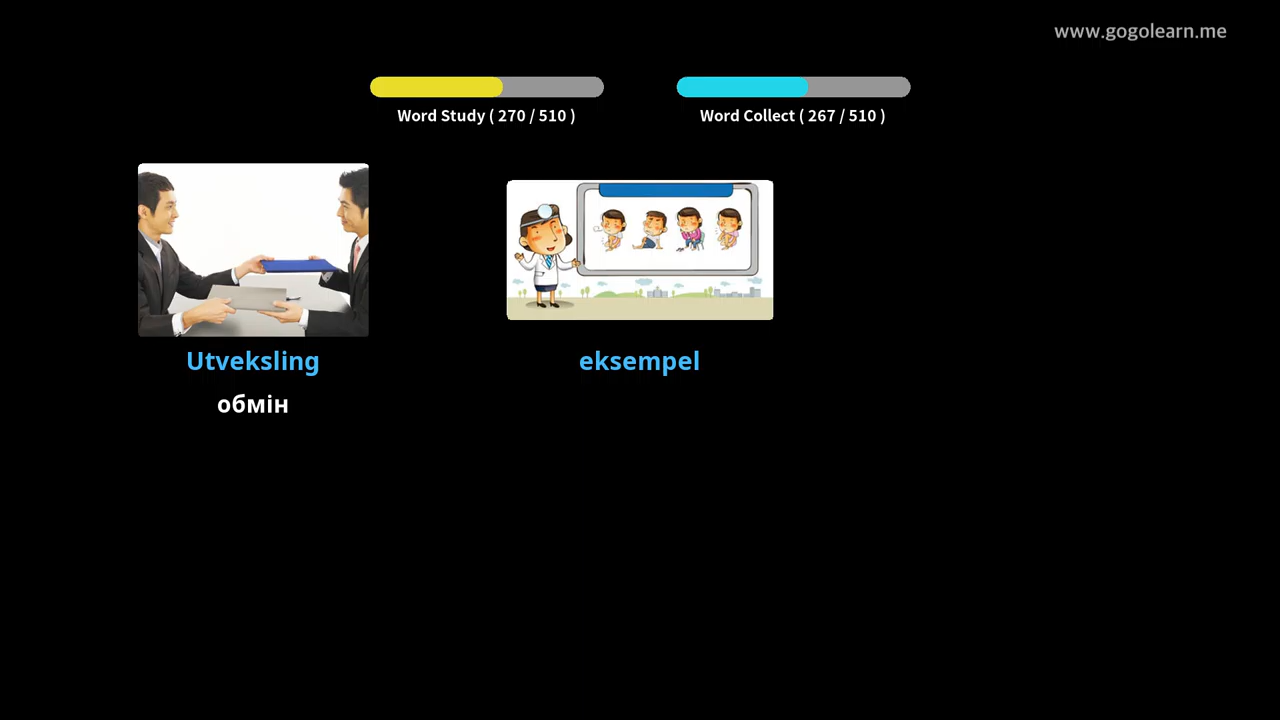 www.gogolearn.me
Word Study ( 270 / 510 )
Word Collect ( 267 / 510 )
Utveksling
eksempel
обмін